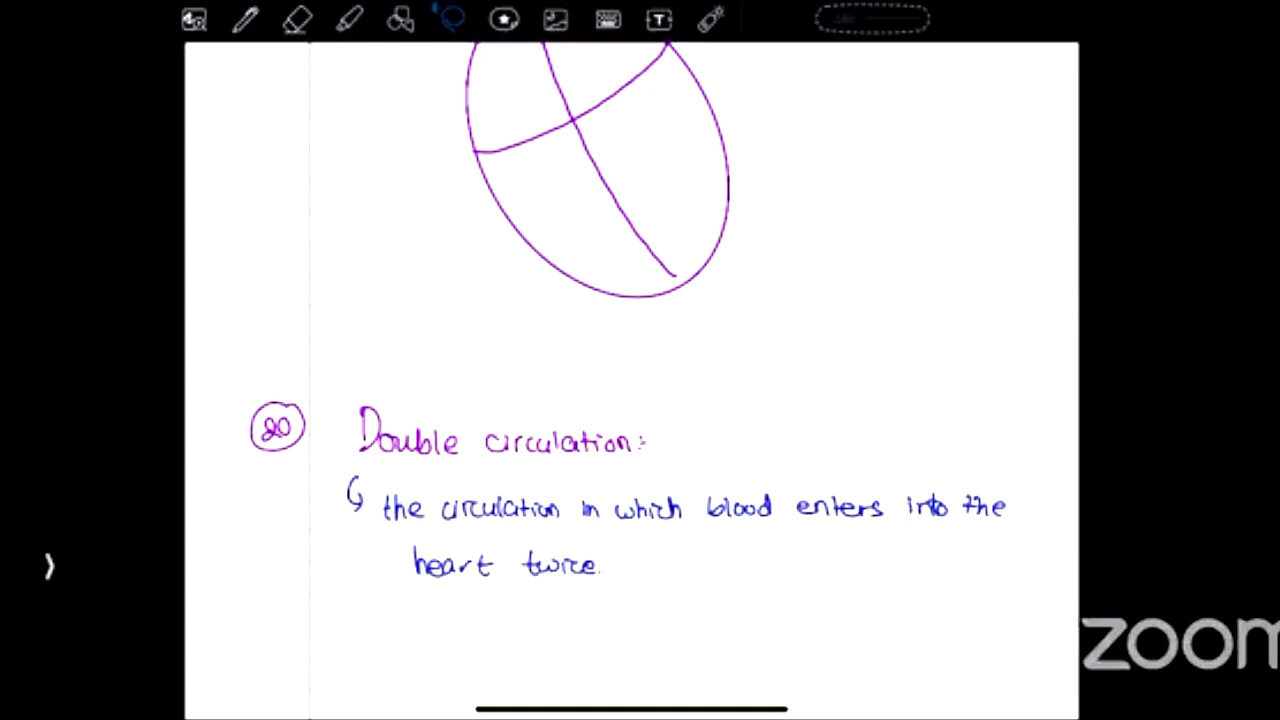 T
20
Double circulation:
the circulation in which blood enters into the
heart twice.
zoom